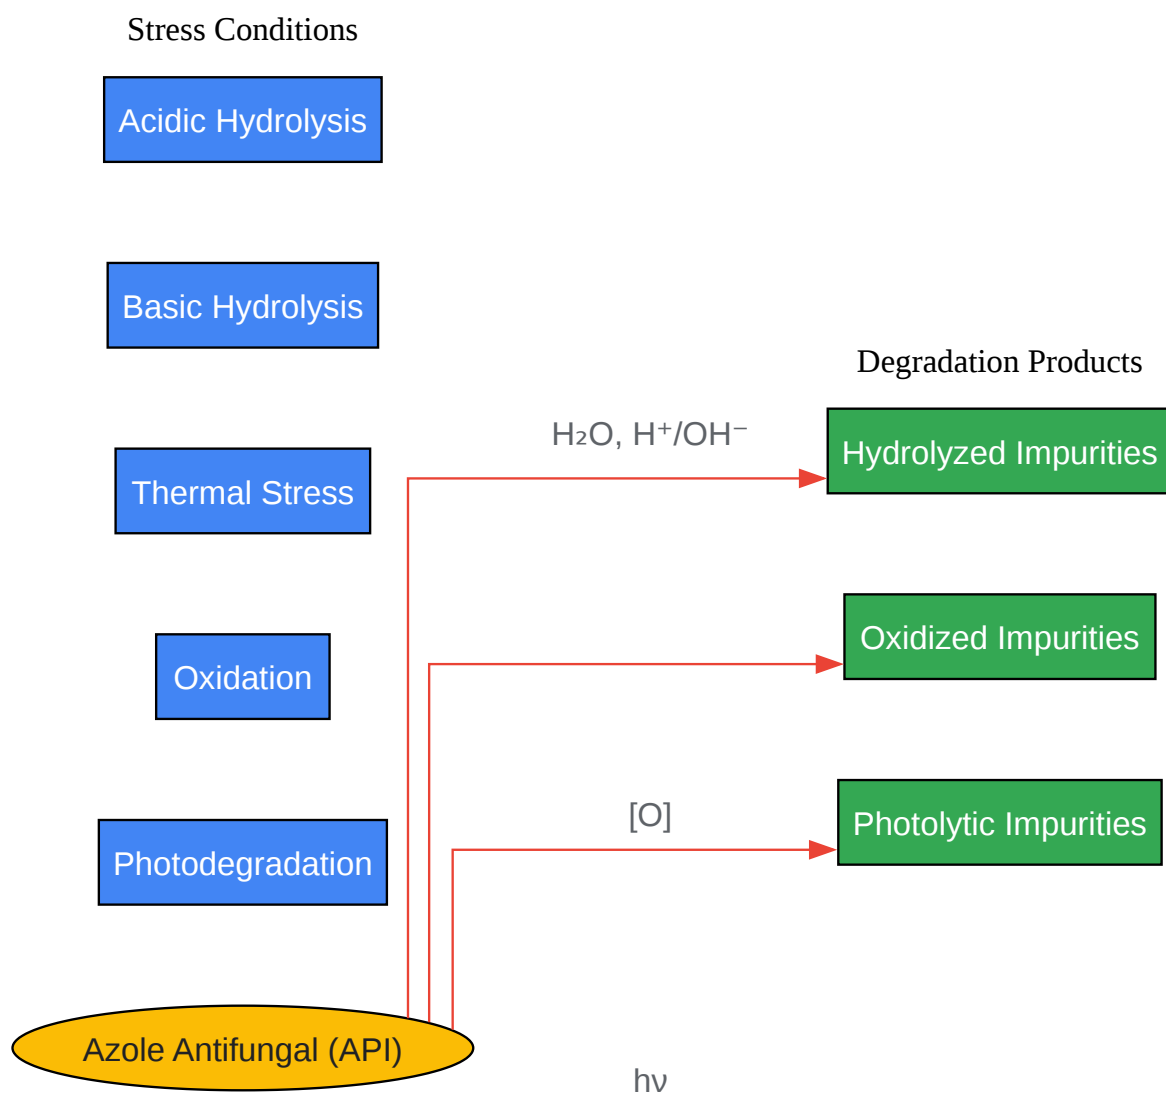 Stress Conditions
Acidic Hydrolysis
Basic Hydrolysis
Thermal Stress
Oxidation
Photodegradation
Azole Antifungal (API)
H₂O, H⁺/OH⁻
[O]
hν
Degradation Products
Hydrolyzed Impurities
Oxidized Impurities
Photolytic Impurities